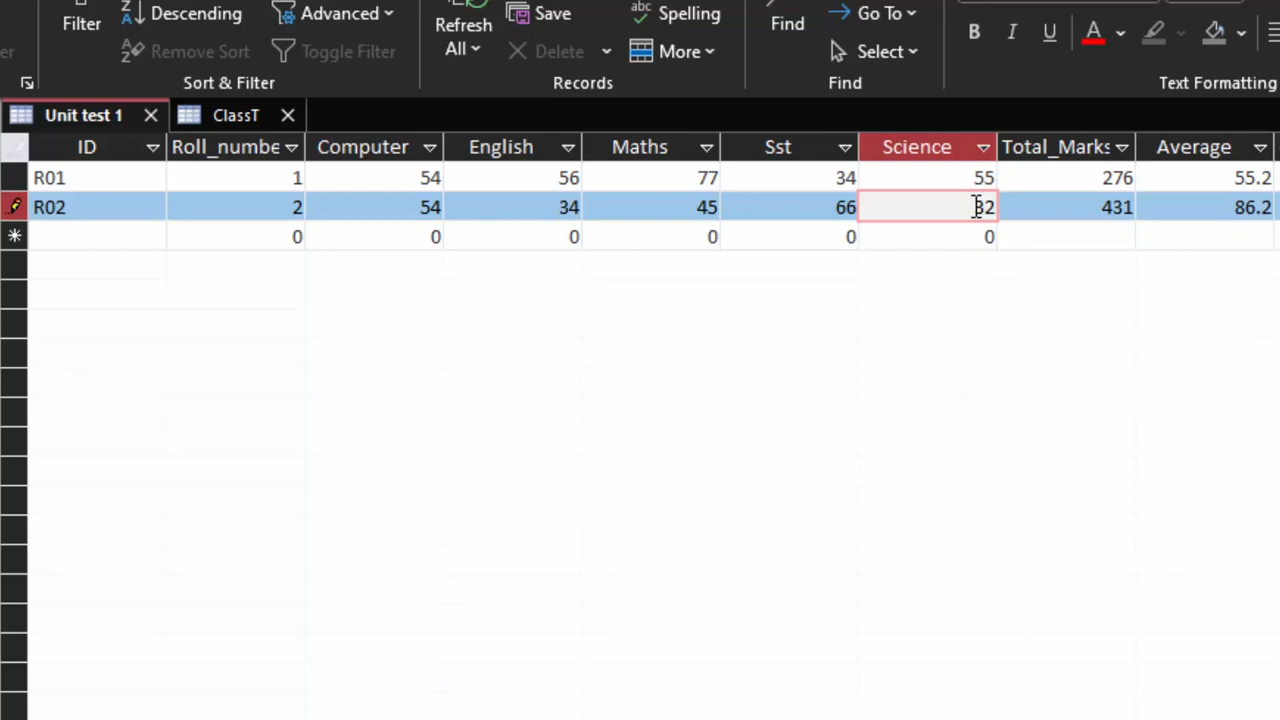 Filter
Descending
Remove Sort
Advanced
Toggle Filter
Sort & Filter
Refresh
All
Save
Delete
abc Spelling
More
Records
Find
Go To
Select
Find
B I U A
Text Formatting
Unit test 1 ClassT
ID Roll_numbe Computer English Maths Sst Science Total_Marks Average
R01 1 54 56 77 34 55 276 55.2
R02 2 54 34 45 66 32 431 86.2
0 0 0 0 0 0